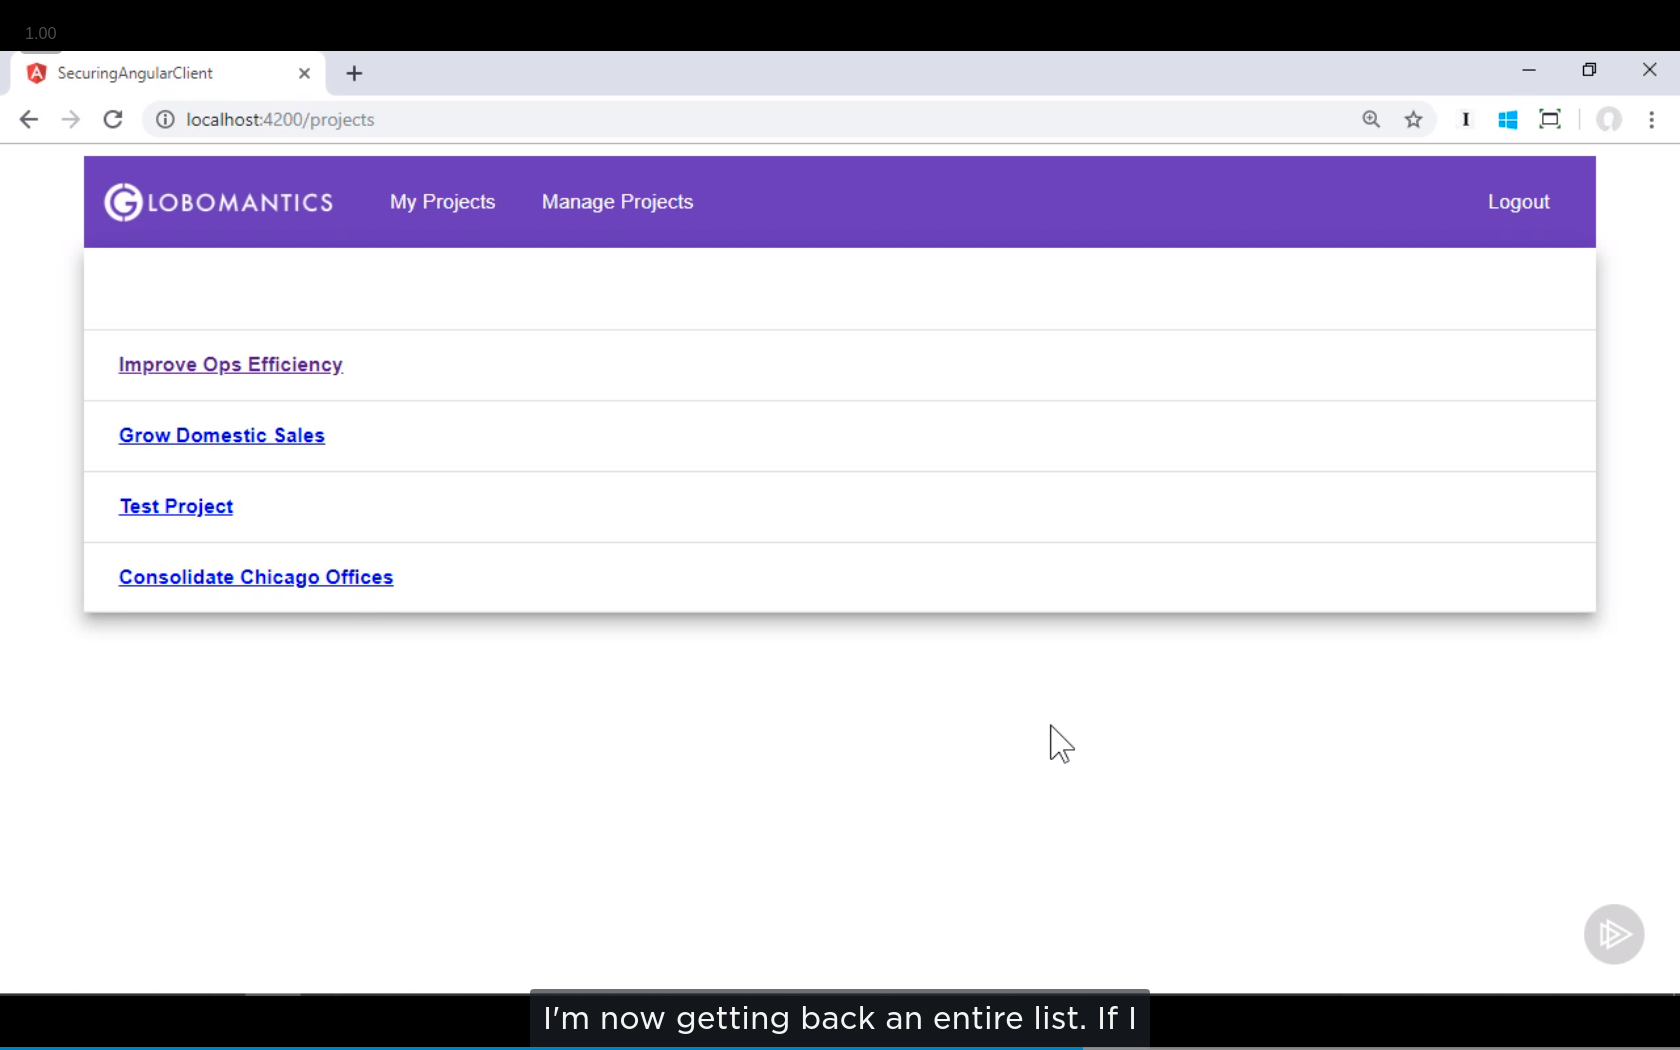 1.00
SecuringAngularClient
localhost:4200/projects
GLOBOMANTICS My Projects Manage Projects Logout
Improve Ops Efficiency
Grow Domestic Sales
Test Project
Consolidate Chicago Offices
I'm now getting back an entire list. If I